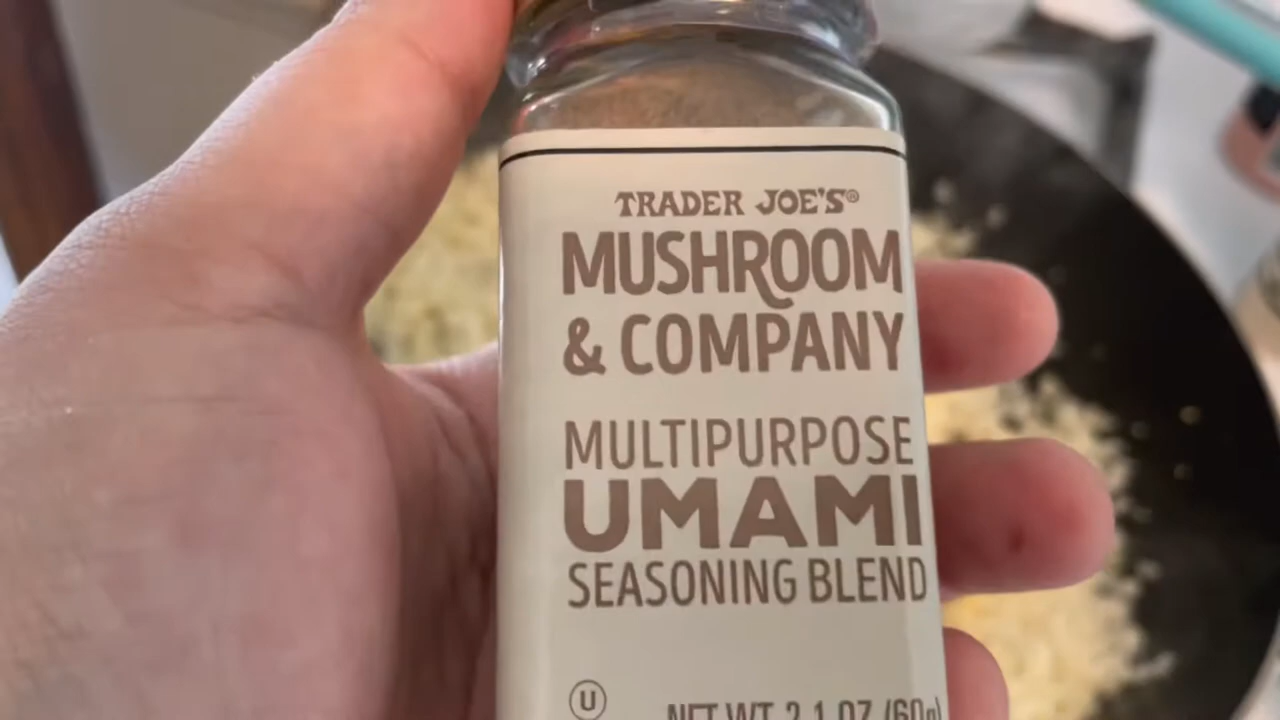 TRADER JOE'S®
MUSHROOM
& COMPANY
MULTIPURPOSE
UMAMI
SEASONING BLEND
U NET WT. 2.1 OZ (60g)